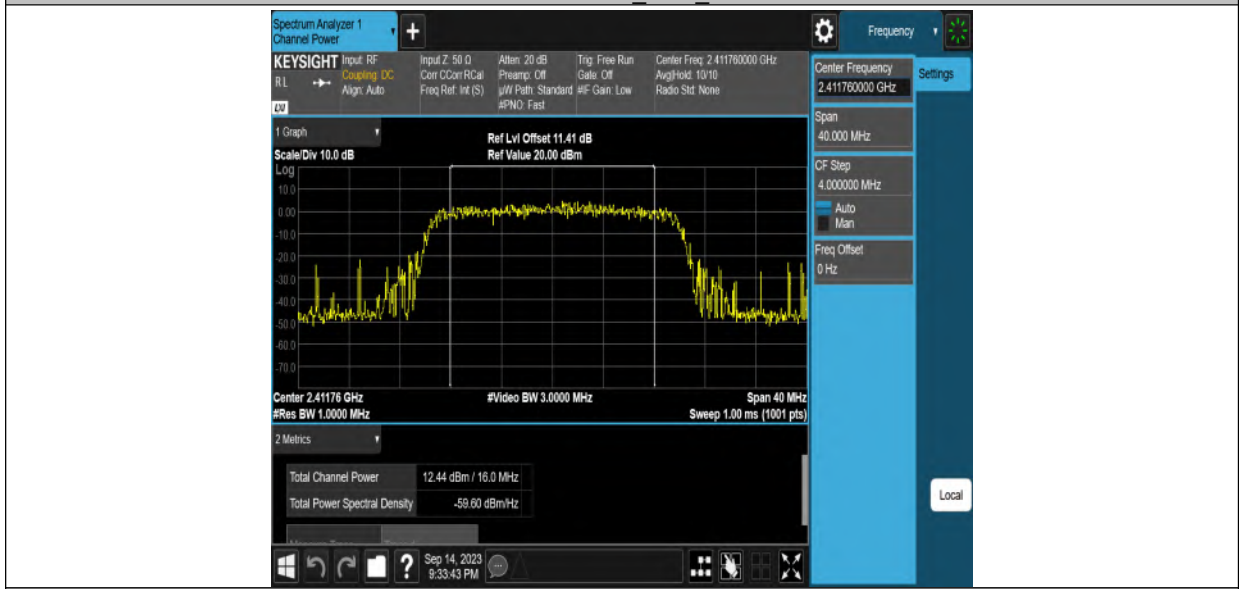 Spectrum Analyzer 1
Channel Power
+
Frequency
KEYSIGHT
R L
LXI
Input: RF
Coupling: DC
Align: Auto
Input Z: 50 Ω
Corr CCorr RCal
Freq Ref: Int (S)
Atten: 20 dB
Preamp: Off
µW Path: Standard
#PNO: Fast
Trig: Free Run
Gate: Off
#IF Gain: Low
Center Freq: 2.411760000 GHz
Avg|Hold: 10/10
Radio Std: None
Center Frequency
2.411760000 GHz
Settings
Span
40.000 MHz
CF Step
4.000000 MHz
Auto
Man
Freq Offset
0 Hz
1 Graph
Scale/Div 10.0 dB
Ref Lvl Offset 11.41 dB
Ref Value 20.00 dBm
Log
10.0
0.00
-10.0
-20.0
-30.0
-40.0
-50.0
-60.0
-70.0
Center 2.41176 GHz
#Video BW 3.0000 MHz
Span 40 MHz
#Res BW 1.0000 MHz
Sweep 1.00 ms (1001 pts)
2 Metrics
Total Channel Power 12.44 dBm / 16.0 MHz
Total Power Spectral Density -59.60 dBm/Hz
Local
?
Sep 14, 2023
9:33:43 PM